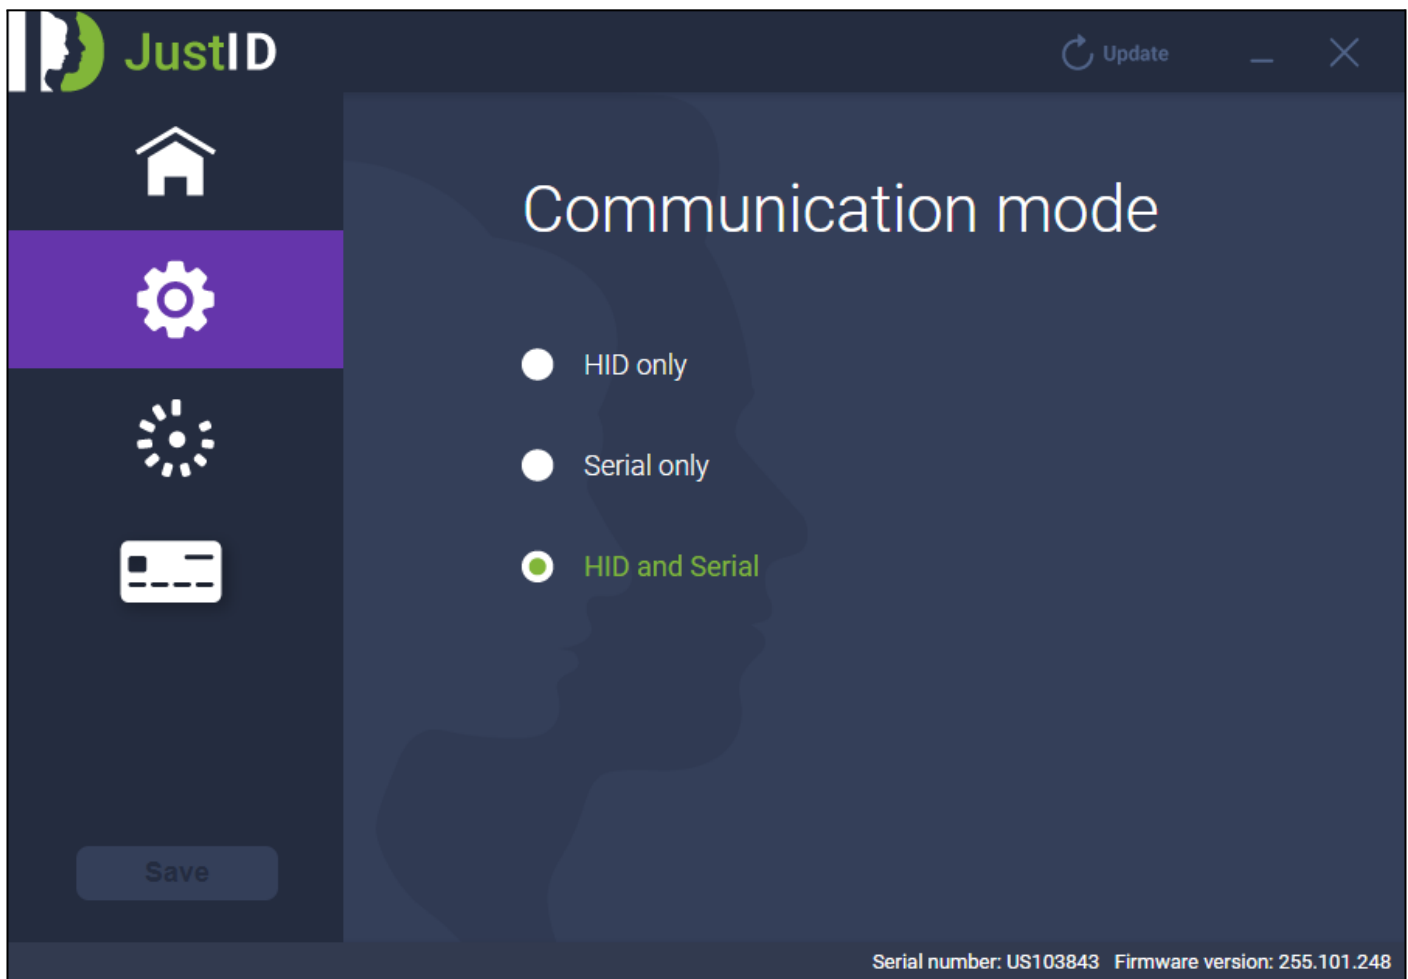 JustID
Update
Communication mode
HID only
Serial only
HID and Serial
Save
Serial number: US103843 Firmware version: 255.101.248